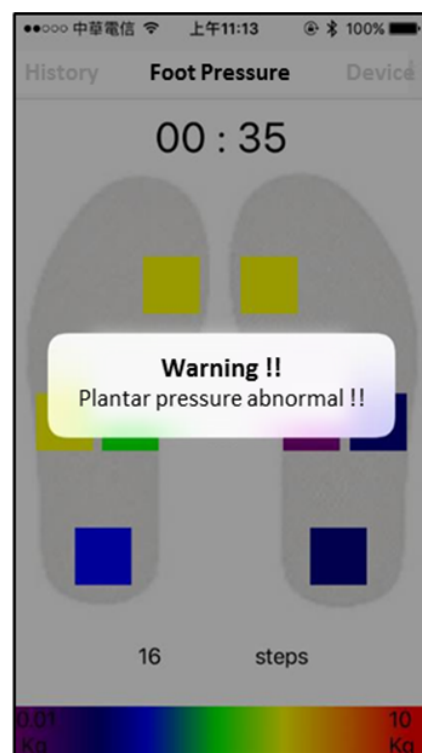 中華電信 上午11:13 100%
History Foot Pressure Device
00 : 35
Warning !!
Plantar pressure abnormal !!
16 steps
0.01 10
Kg Kg